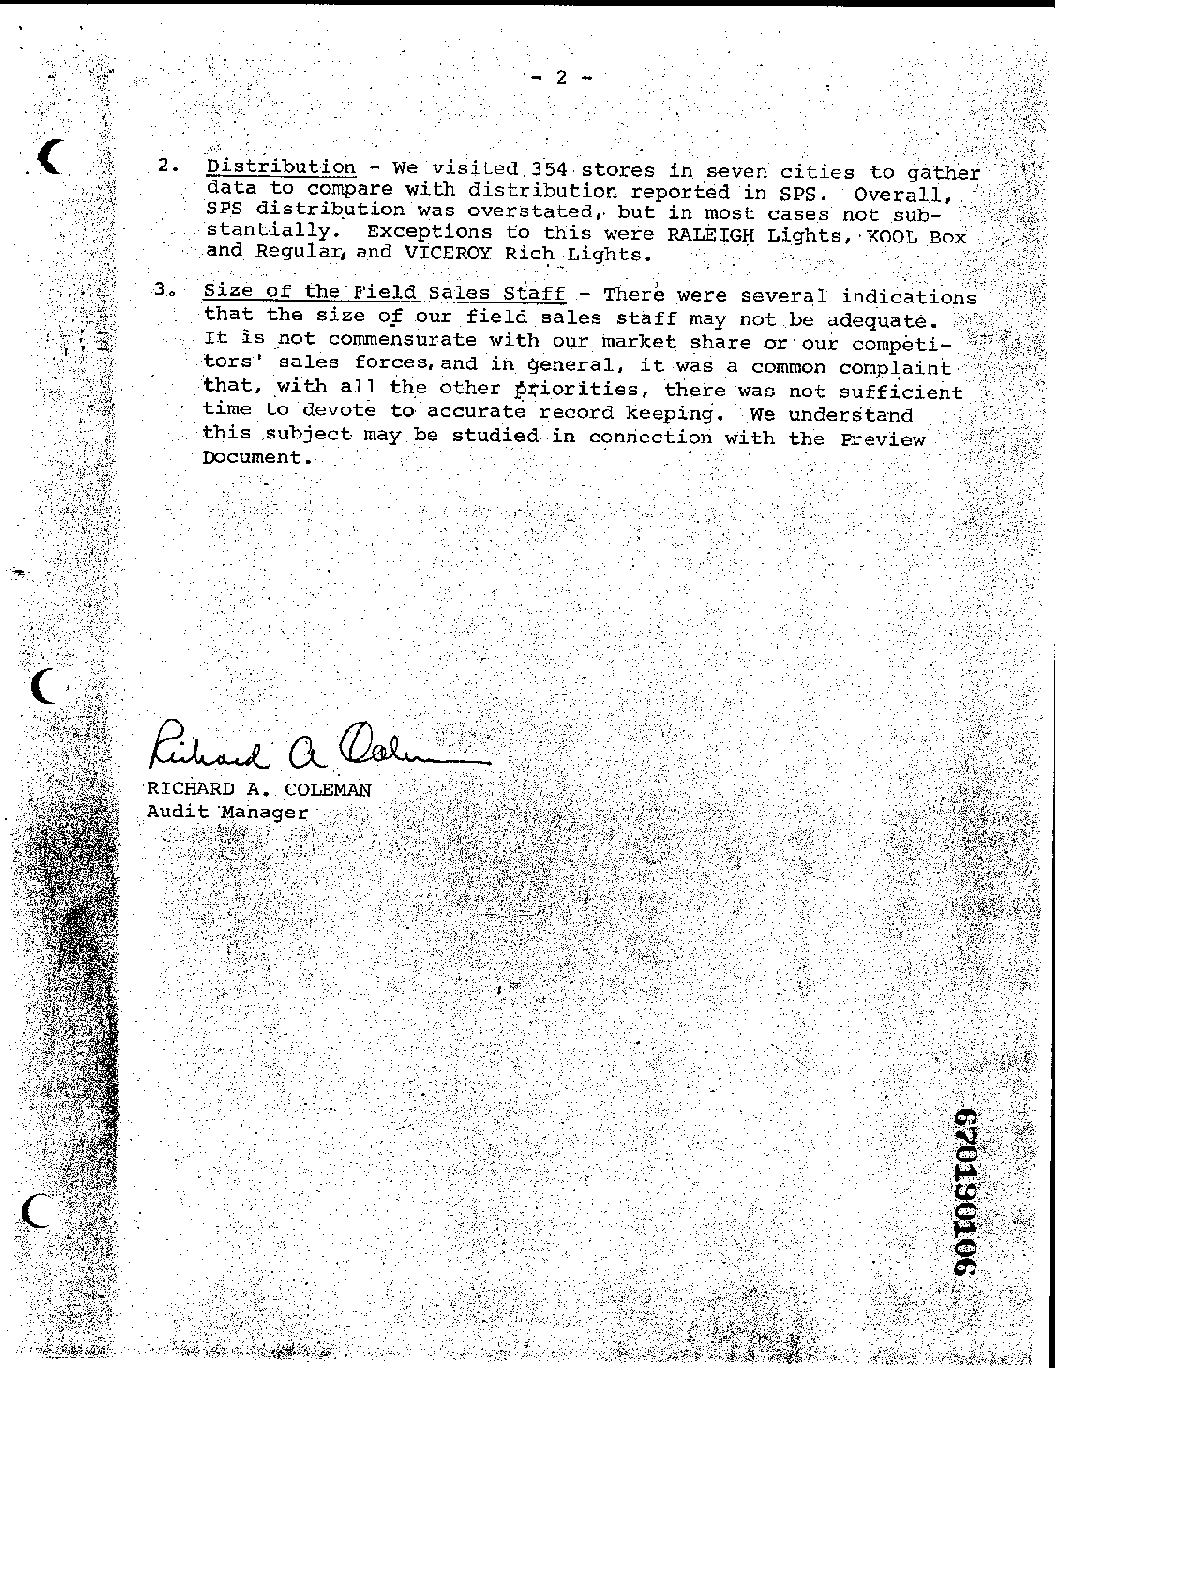 - 2 -
2. Distribution - We visited 354 stores in seven cities to gather
data to compare with distribution reported in SPS. Overall,
SPS distribution was overstated, but in most cases not sub-
stantially. Exceptions to this were RALEIGH Lights, KOOL Box
and Regular, and VICEROY Rich Lights.
3. Size of the Field Sales Staff - There were several indications
that the size of our field sales staff may not be adequate.
It is not commensurate with our market share or our competi-
tors' sales forces, and in general, it was a common complaint
that, with all the other priorities, there was not sufficient
time to devote to accurate record keeping. We understand
this subject may be studied in connection with the Preview
Document.
Richard A Coleman
RICHARD A. COLEMAN
Audit Manager
670190106